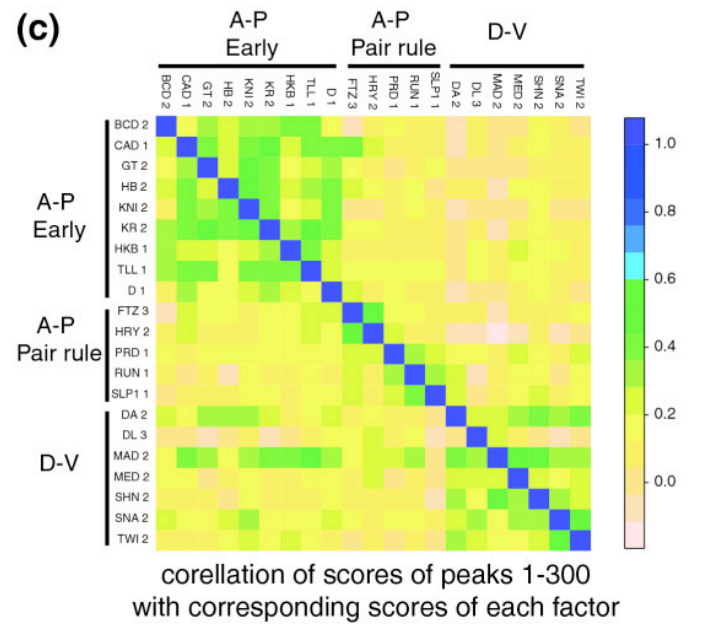 (c)
A-P
Early
A-P
Pair rule
D-V
BCD 2
CAD 1
GT 2
HB 2
KNI 2
KR 2
HKB 1
TLL 1
D 1
FTZ 3
HRY 2
PRD 1
RUN 1
SLP1 1
DA 2
DL 3
MAD 2
MED 2
SHN 2
SNA 2
TWI 2
A-P
Early
A-P
Pair rule
D-V
BCD 2
CAD 1
GT 2
HB 2
KNI 2
KR 2
HKB 1
TLL 1
D 1
FTZ 3
HRY 2
PRD 1
RUN 1
SLP1 1
DA 2
DL 3
MAD 2
MED 2
SHN 2
SNA 2
TWI 2
1.0
0.8
0.6
0.4
0.2
0.0
corellation of scores of peaks 1-300
with corresponding scores of each factor